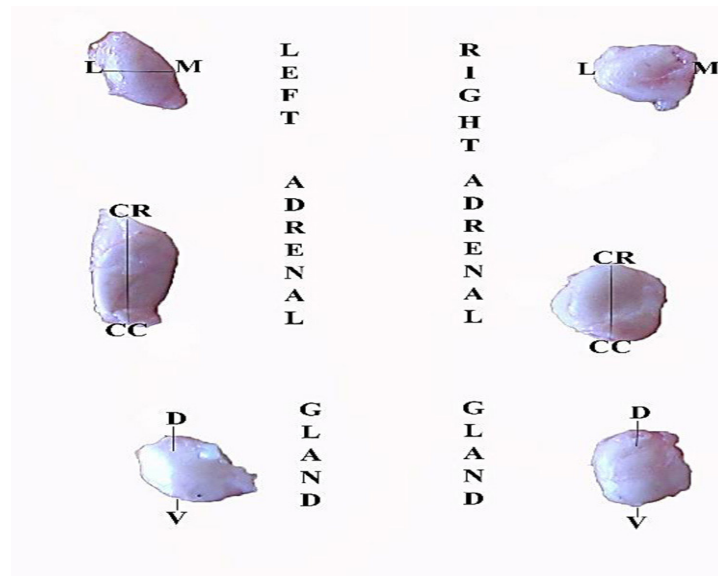 LEFT
ADRENAL
GLAND
RIGHT
ADRENAL
GLAND
L M
L M
CR
CC
CR
CC
D
V
D
V